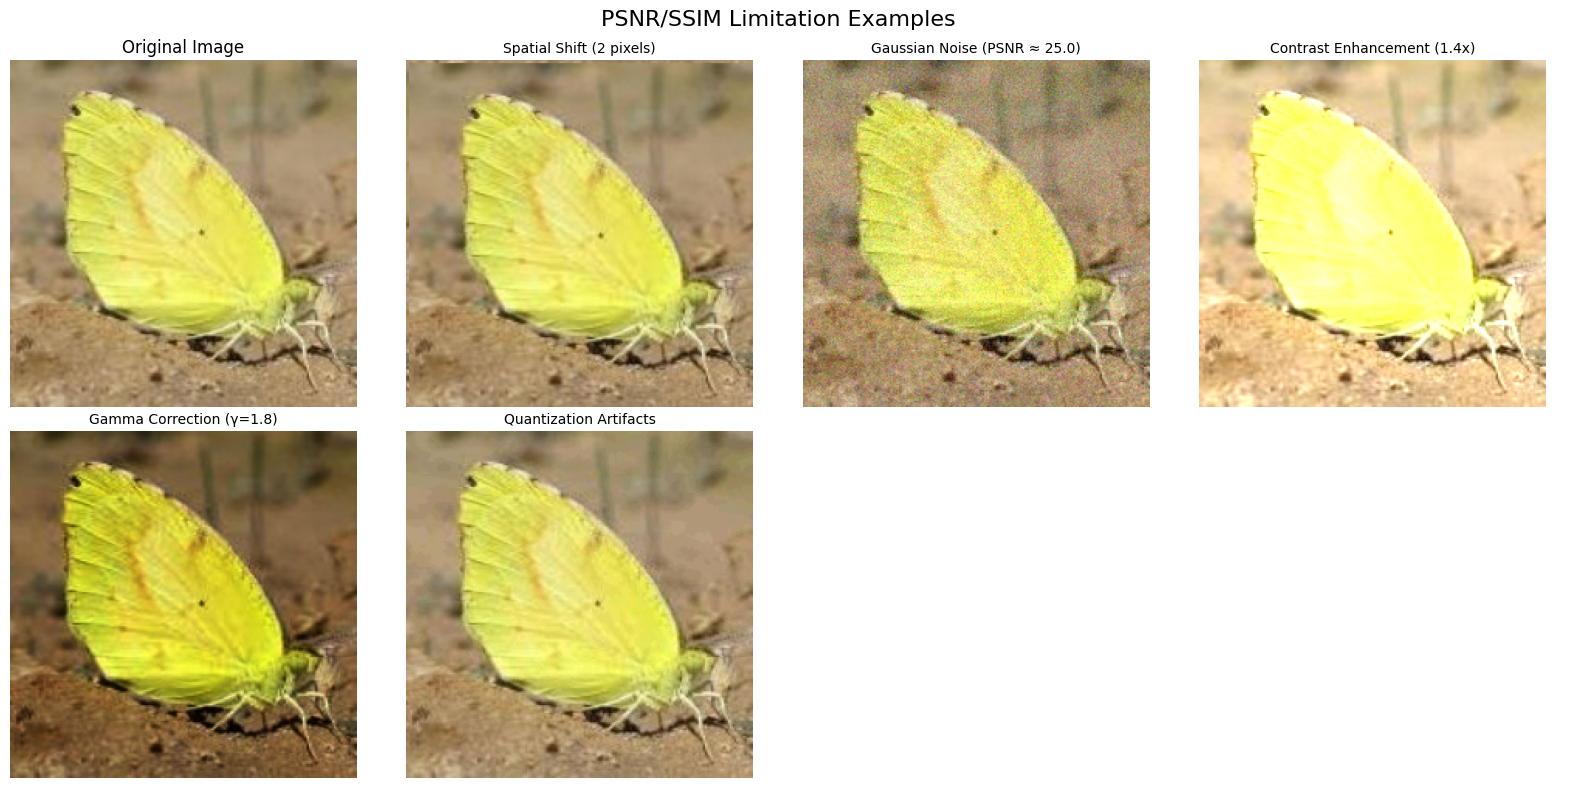 PSNR/SSIM Limitation Examples
Original Image
Spatial Shift (2 pixels)
Gaussian Noise (PSNR ≈ 25.0)
Contrast Enhancement (1.4x)
Gamma Correction (γ=1.8)
Quantization Artifacts